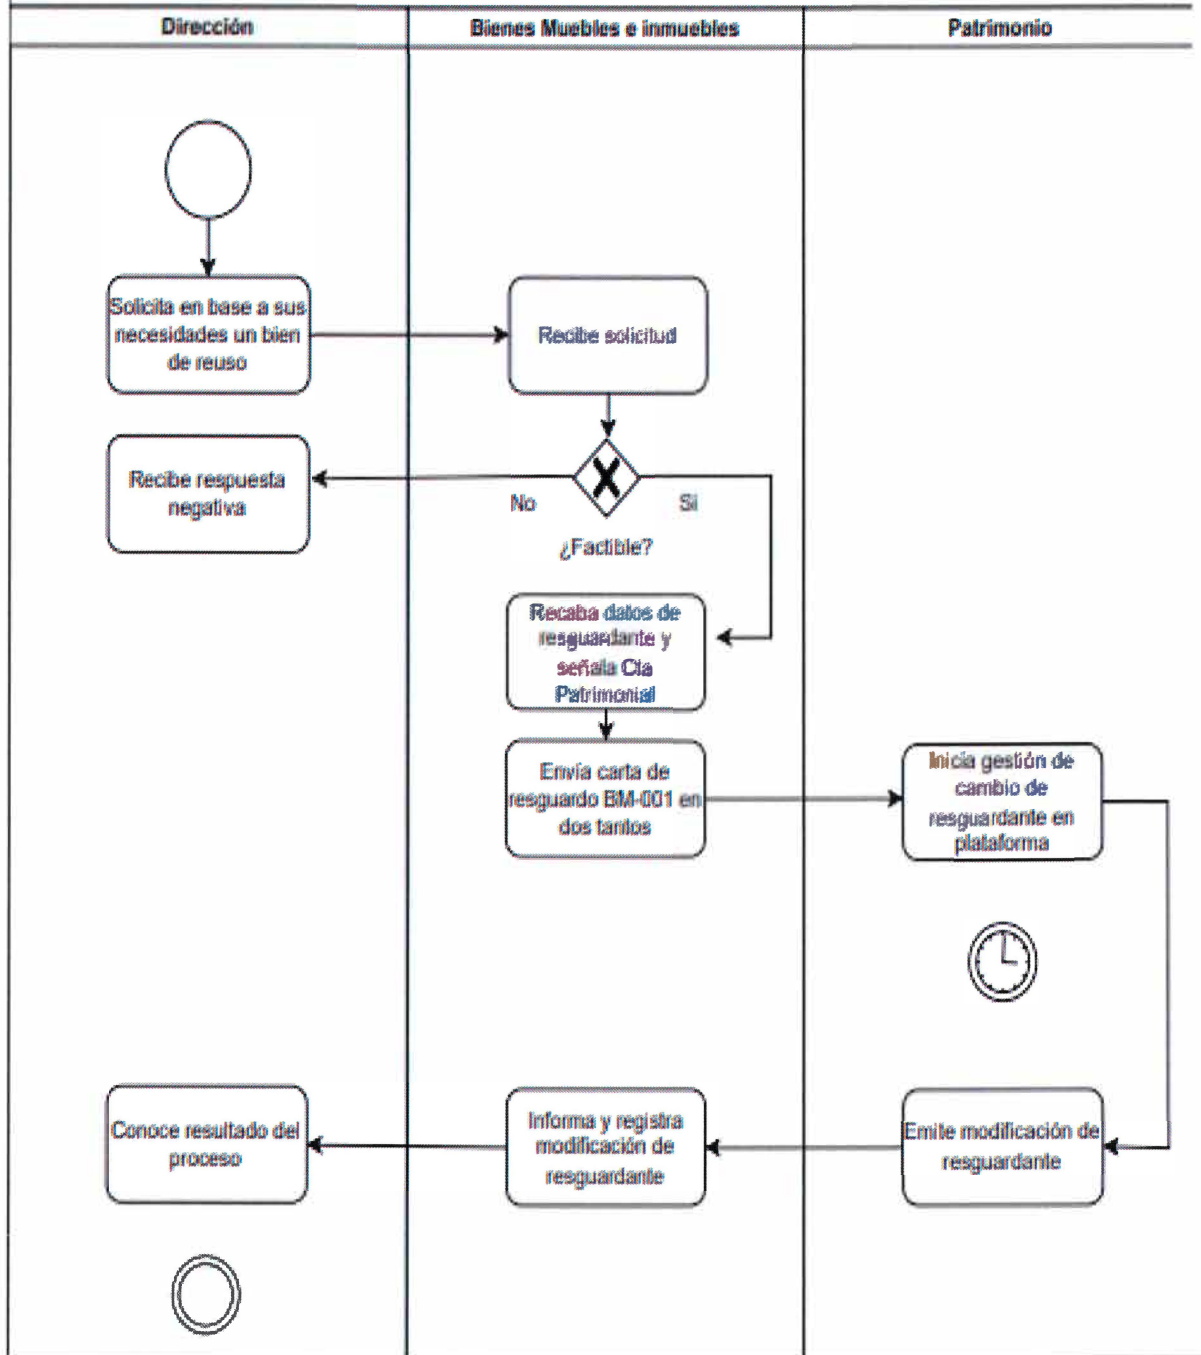 Dirección
Bienes Muebles e inmuebles
Patrimonio
Solicita en base a sus
necesidades un bien
de reuso
Recibe solicitud
Recibe respuesta
negativa
No
Si
¿Factible?
Recaba datos de
resguardante y
señala Cta
Patrimonial
Envía carta de
resguardo BM-001 en
dos tantos
Inicia gestión de
cambio de
resguardante en
plataforma
Conoce resultado del
proceso
Informa y registra
modificación de
resguardante
Emite modificación de
resguardante